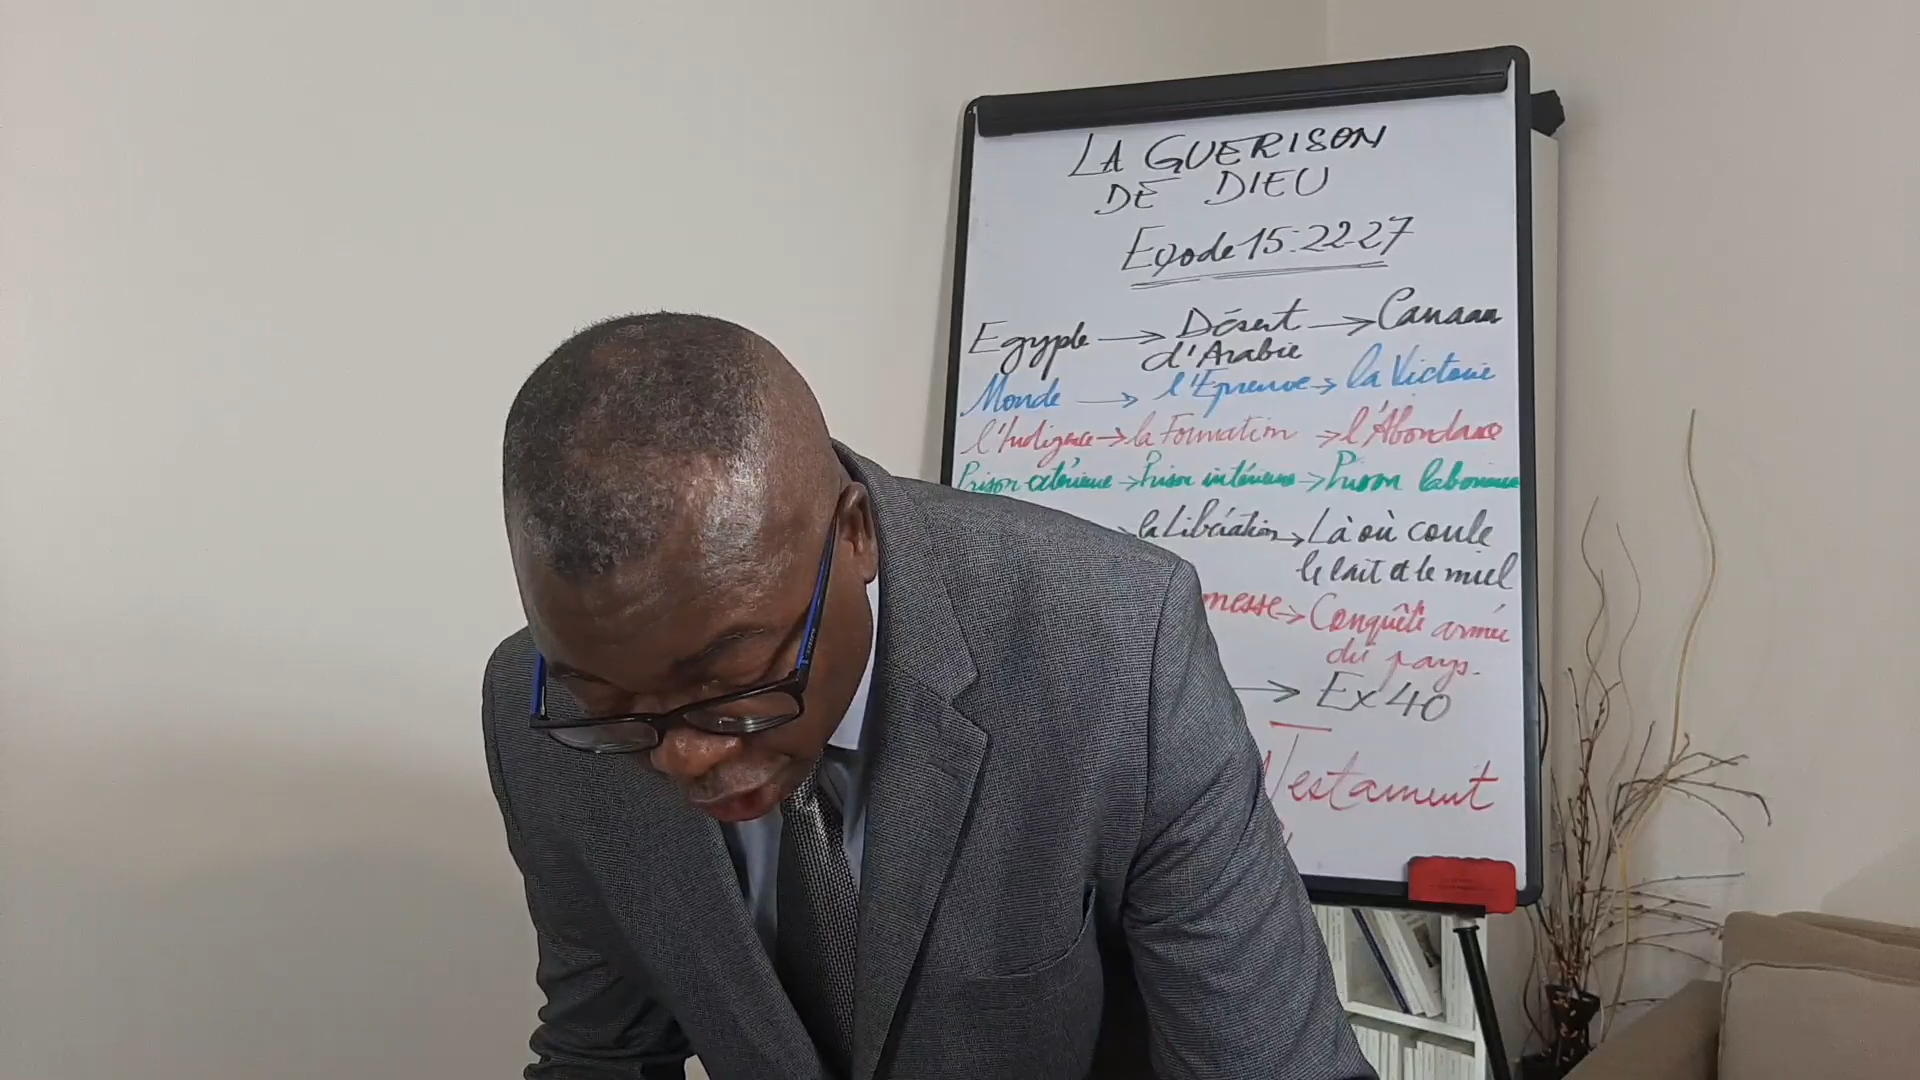 LA GUERISON
DE DIEU
Exode 15:22-27
Egypte → Désert → Canaan
d'Arabie
Monde → l'Epreuve → la Victoire
l'Indigence → la Formation → l'Abondance
Prison extérieure → Prison intérieure → Prison
la Libération → Là où coule
le lait et le miel
messe → Conquête armée
du pays.
→ Ex 40
Testament